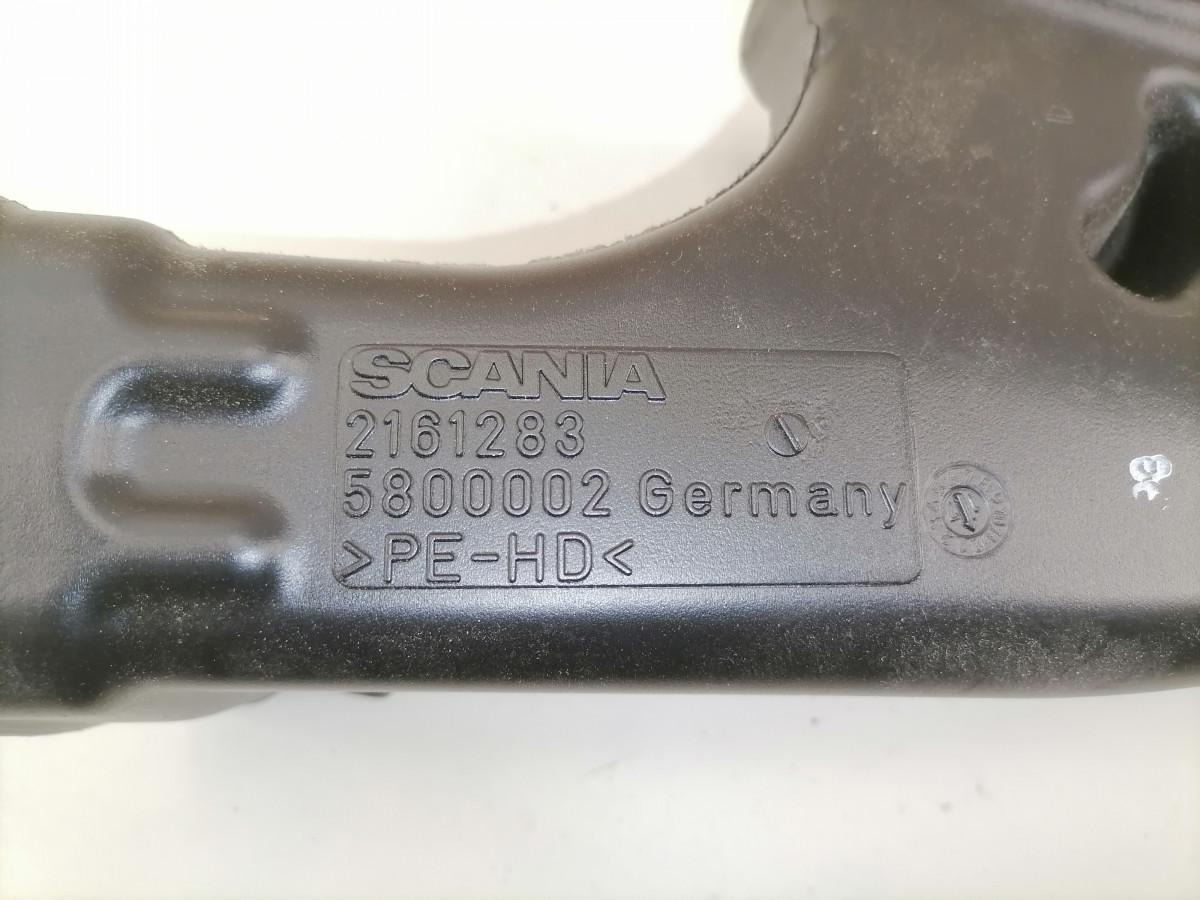 SCANIA
2161283
5800002 Germany
>PE-HD<